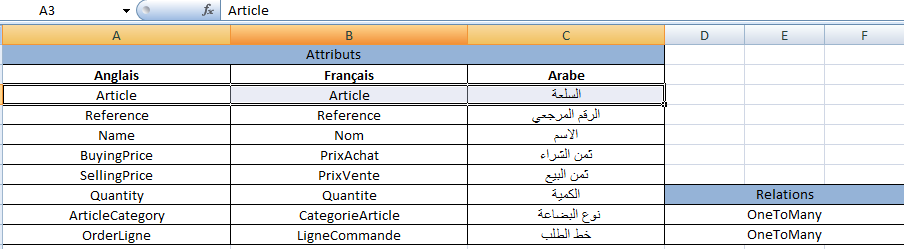 A3 fx Article
A B C D E F
Attributs
Anglais Français Arabe
Article Article السلعة
Reference Reference الرقم المرجعي
Name Nom الاسم
BuyingPrice PrixAchat ثمن الشراء
SellingPrice PrixVente ثمن البيع
Quantity Quantite الكمية Relations
ArticleCategory CategorieArticle نوع البضاعة OneToMany
OrderLigne LigneCommande خط الطلب OneToMany